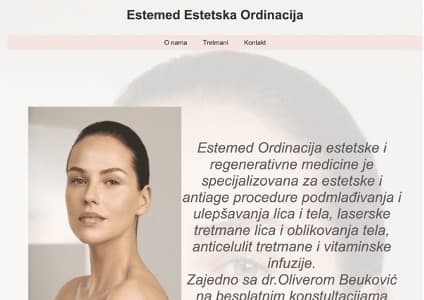 Estemed Estetska Ordinacija
O nama Tretmani Kontakt
Estemed Ordinacija estetske i
regenerativne medicine je
specijalizovana za estetske i
antiage procedure podmlađivanja i
ulepšavanja lica i tela, laserske
tretmane lica i oblikovanja tela,
anticelulit tretmane i vitaminske
infuzije.
Zajedno sa dr.Oliverom Beuković
na besplatnim konstultacijama